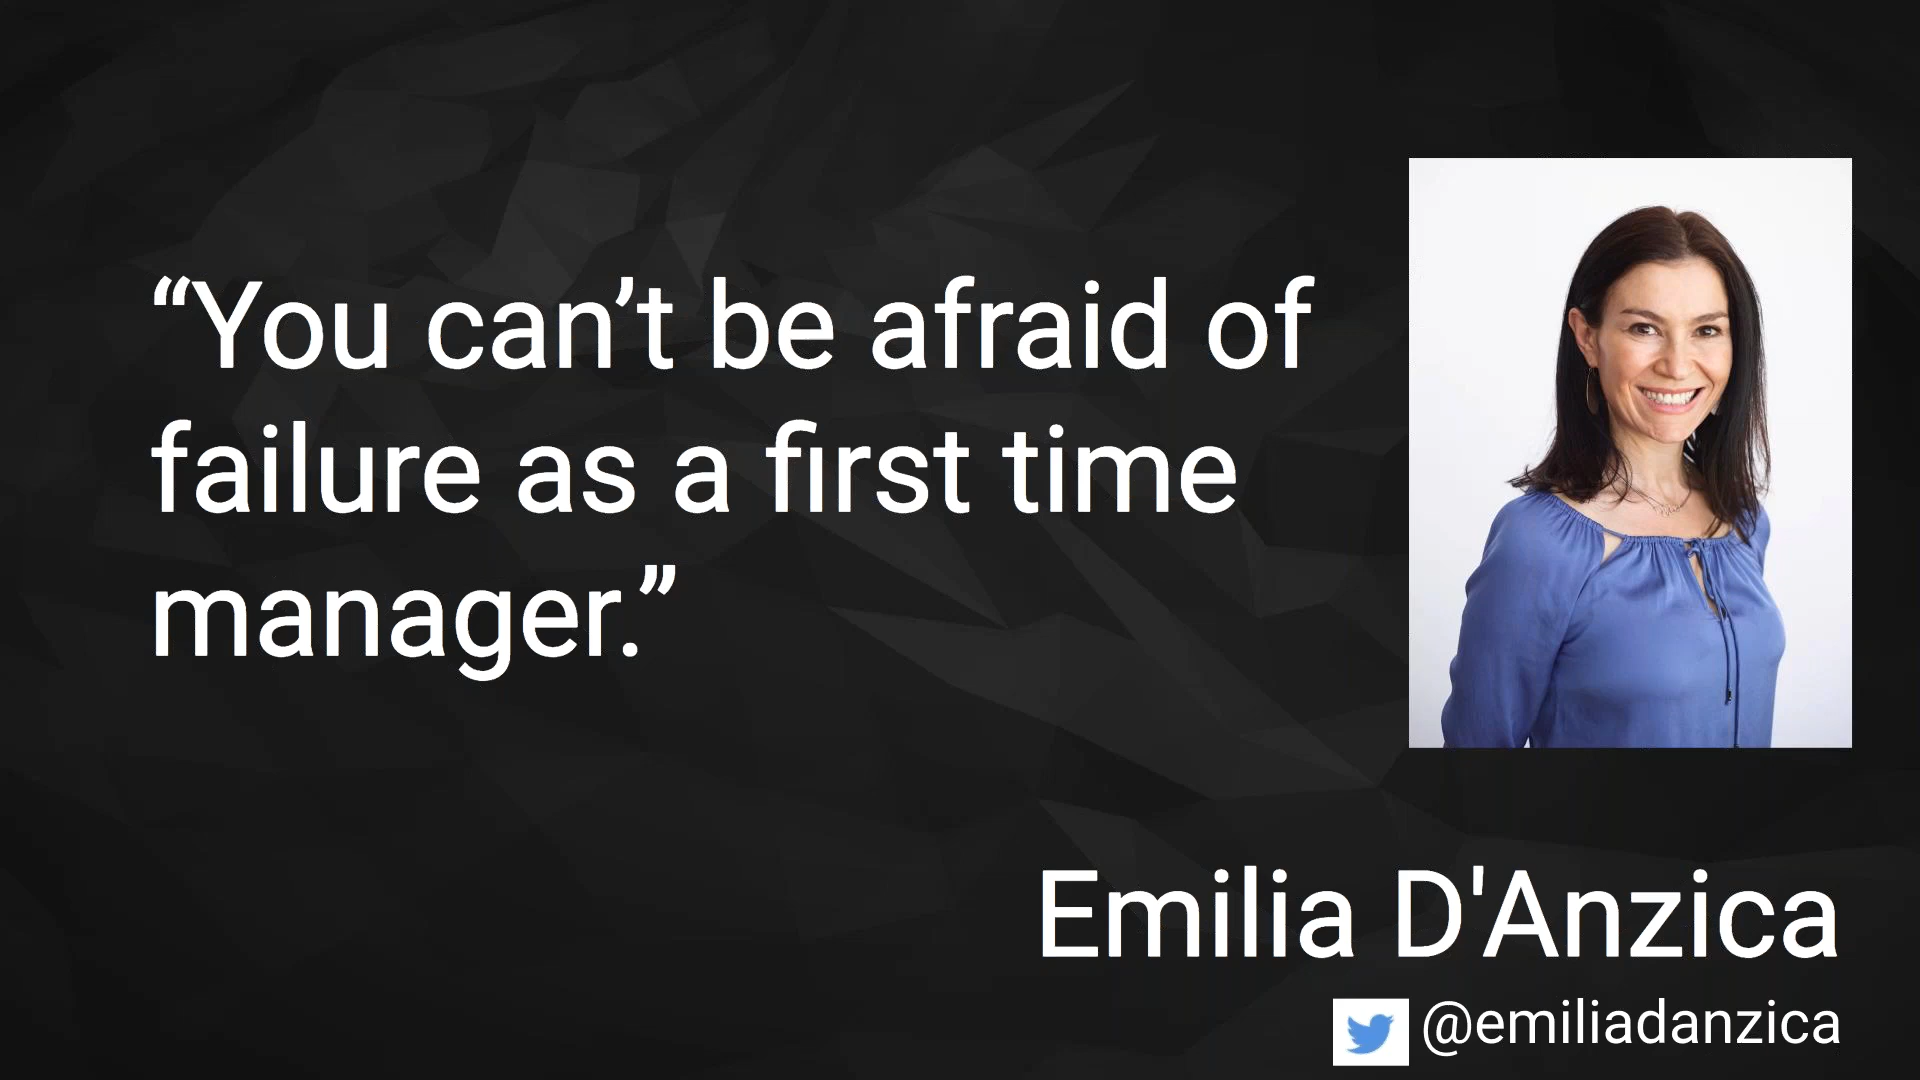 “You can’t be afraid of
failure as a first time
manager.”
Emilia D'Anzica
@emiliadanzica